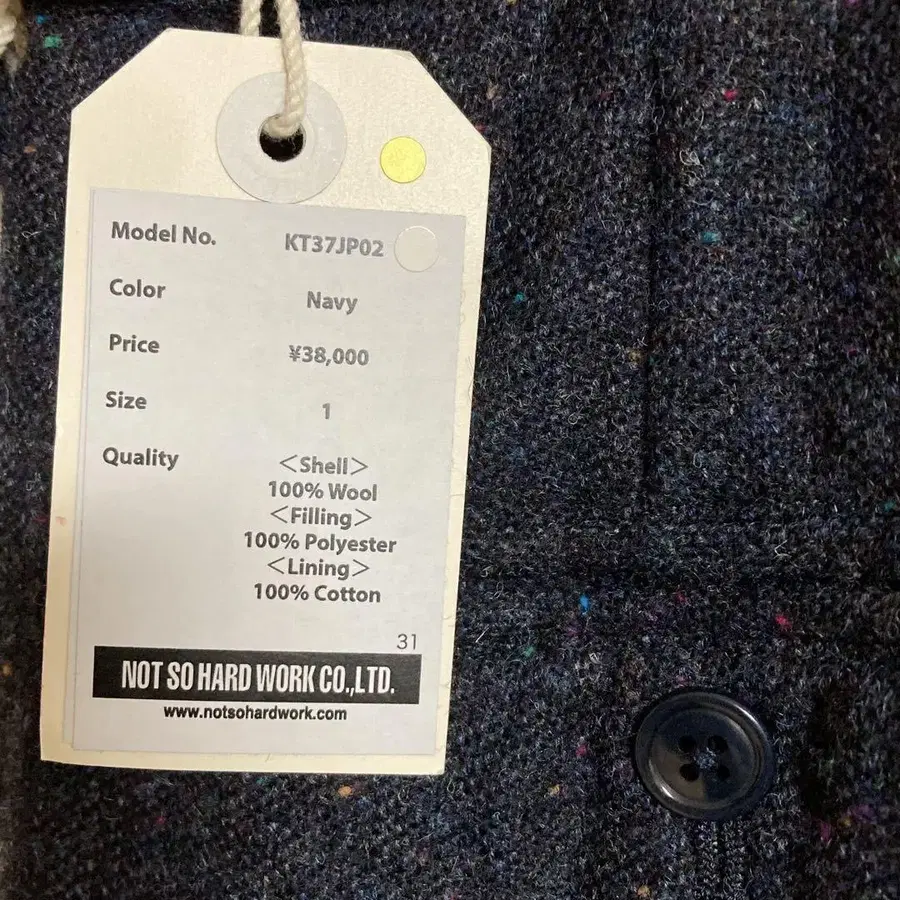 Model No. KT37JP02
Color Navy
Price ¥38,000
Size 1
Quality <Shell>
100% Wool
<Filling>
100% Polyester
<Lining>
100% Cotton
31
NOT SO HARD WORK CO.,LTD.
www.notsohardwork.com